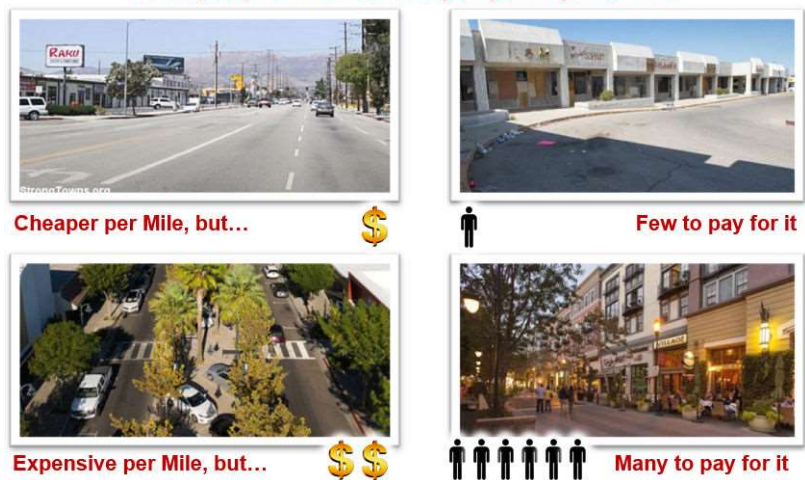 RAKU
StrongTowns.org
Cheaper per Mile, but…
$
Few to pay for it
VILLAGE
Expensive per Mile, but…
$ $
Many to pay for it